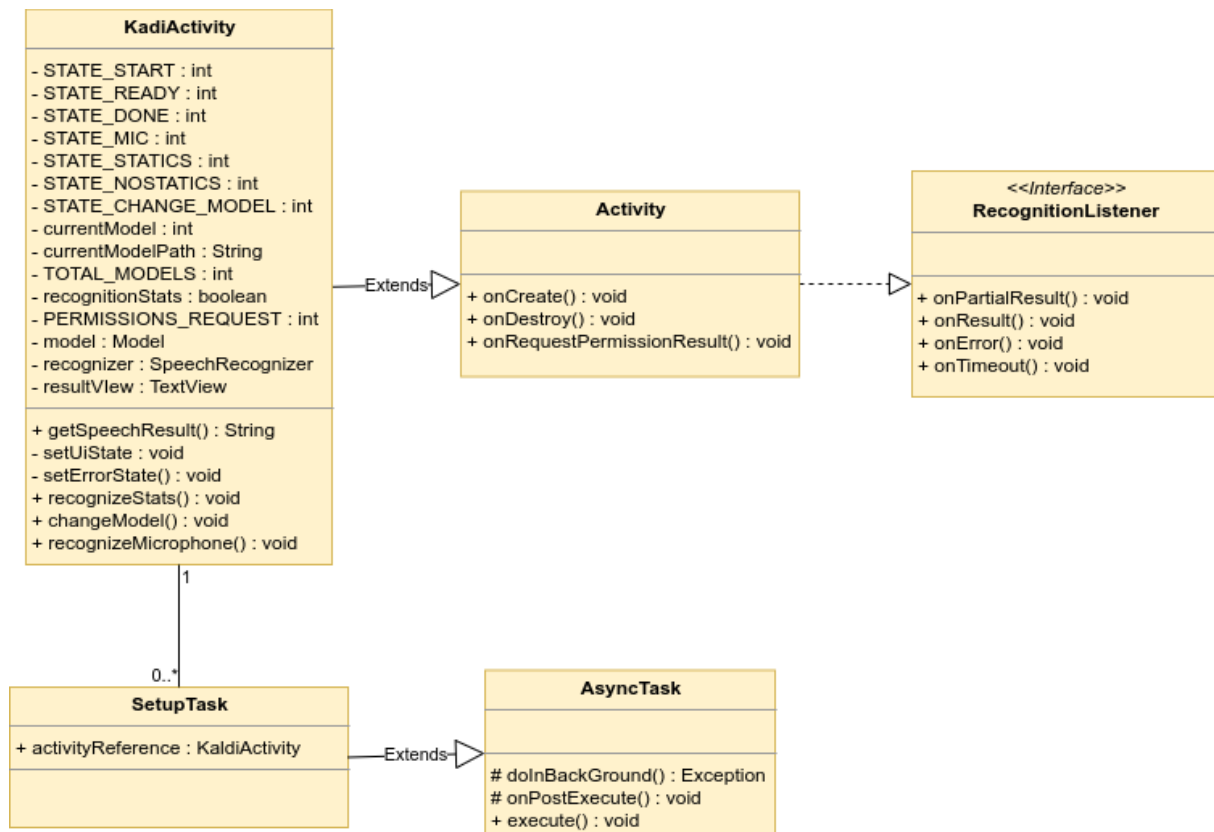 KadiActivity
- STATE_START : int
- STATE_READY : int
- STATE_DONE : int
- STATE_MIC : int
- STATE_STATICS : int
- STATE_NOSTATICS : int
- STATE_CHANGE_MODEL : int
- currentModel : int
- currentModelPath : String
- TOTAL_MODELS : int
- recognitionStats : boolean
- PERMISSIONS_REQUEST : int
- model : Model
- recognizer : SpeechRecognizer
- resultVIew : TextView
+ getSpeechResult() : String
- setUiState : void
- setErrorState() : void
+ recognizeStats() : void
+ changeModel() : void
+ recognizeMicrophone() : void
Extends
Activity
+ onCreate() : void
+ onDestroy() : void
+ onRequestPermissionResult() : void
<<Interface>>
RecognitionListener
+ onPartialResult() : void
+ onResult() : void
+ onError() : void
+ onTimeout() : void
1
0..*
SetupTask
+ activityReference : KaldiActivity
Extends
AsyncTask
# doInBackGround() : Exception
# onPostExecute() : void
+ execute() : void